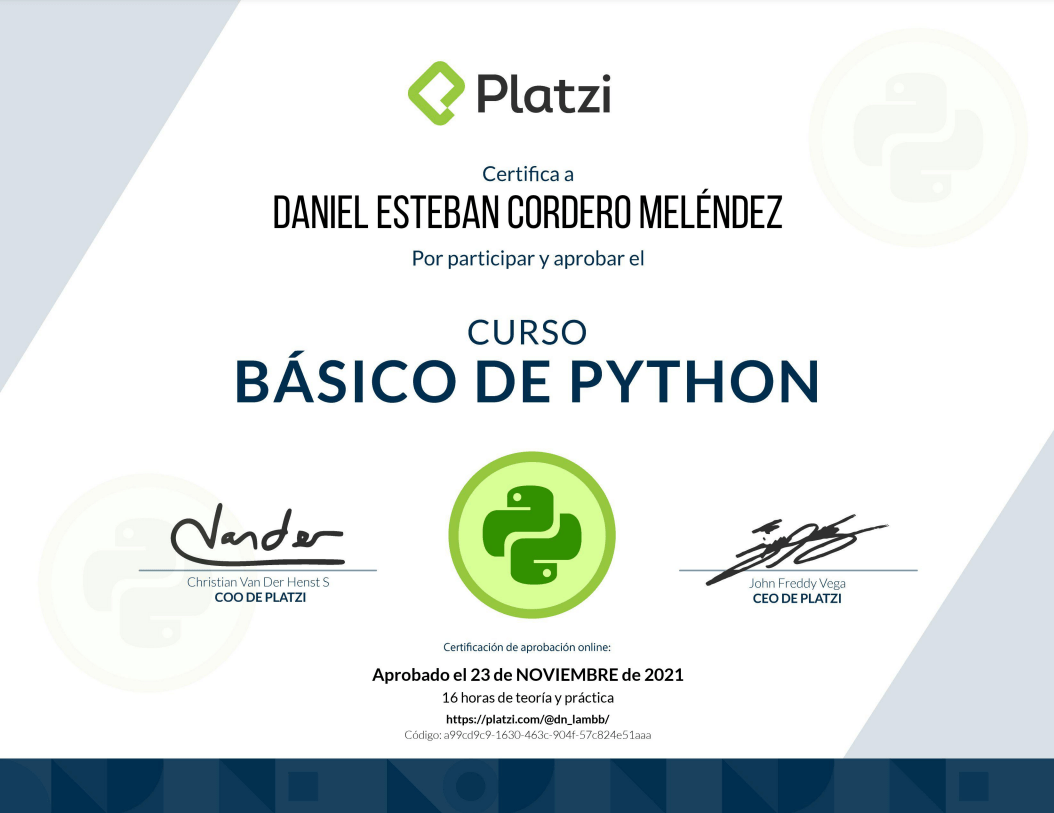 Platzi
Certifica a
DANIEL ESTEBAN CORDERO MELÉNDEZ
Por participar y aprobar el
CURSO
BÁSICO DE PYTHON
Vander
Christian Van Der Henst S
COO DE PLATZI
John Freddy Vega
CEO DE PLATZI
Certificación de aprobación online:
Aprobado el 23 de NOVIEMBRE de 2021
16 horas de teoría y práctica
https://platzi.com/@dn_lambb/
Código: a99cd9c9-1630-463c-904f-57c824e51aaa